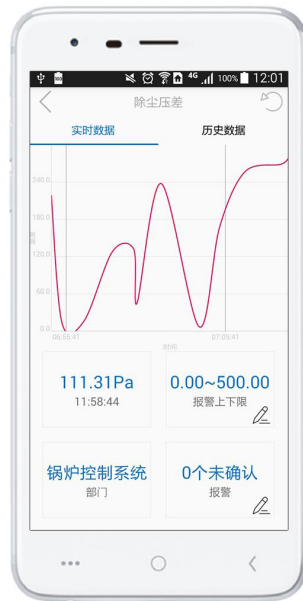 4G 100% 12:01
除尘压差
实时数据 历史数据
240.0
180.0
120.0
60.0
0.0
06:55:41 07:05:41
时间
111.31Pa
11:58:44
0.00~500.00
报警上下限
锅炉控制系统
部门
0个未确认
报警